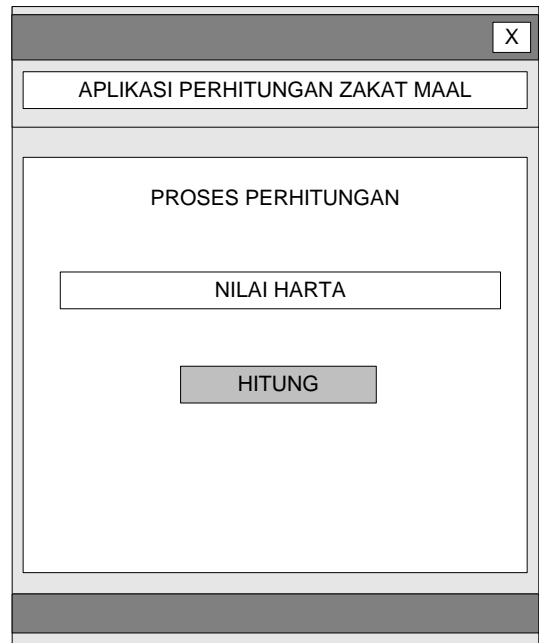 X
APLIKASI PERHITUNGAN ZAKAT MAAL
PROSES PERHITUNGAN
NILAI HARTA
HITUNG